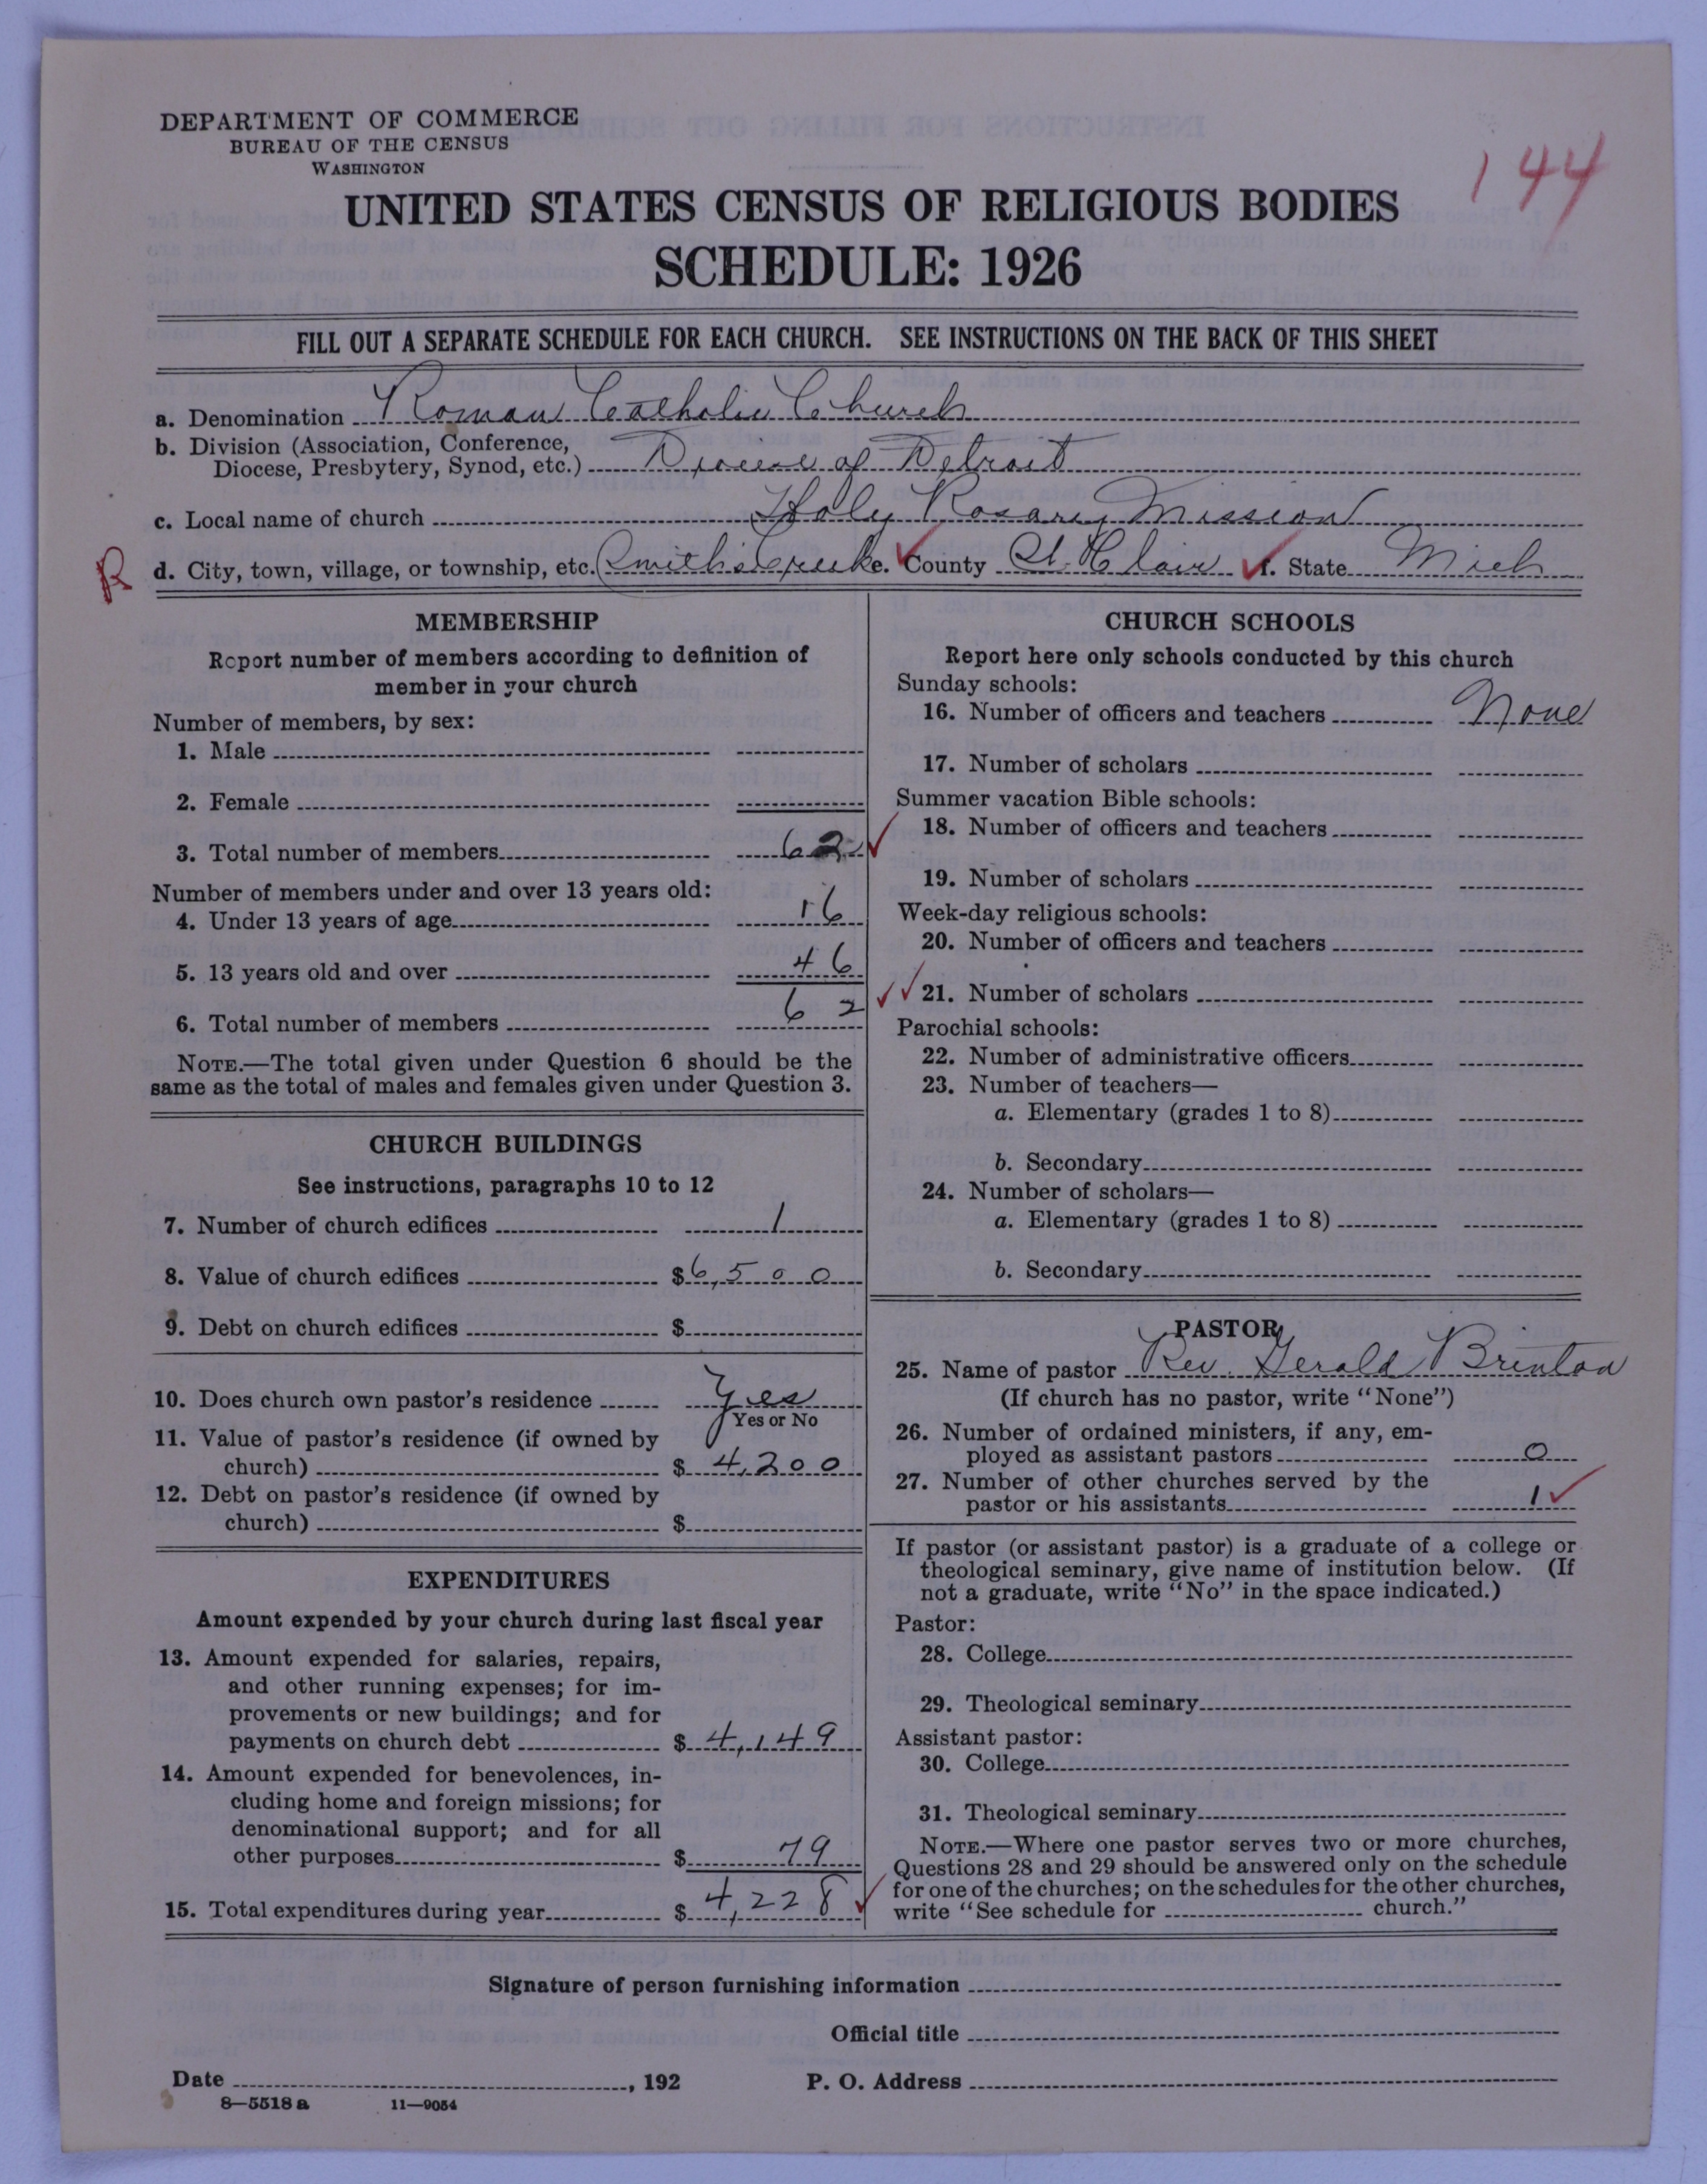 DEPARTMENT OF COMMERCE
BUREAU OF THE CENSUS
WASHINGTON
144
UNITED STATES CENSUS OF RELIGIOUS BODIES
SCHEDULE: 1926
FILL OUT A SEPARATE SCHEDULE FOR EACH CHURCH. SEE INSTRUCTIONS ON THE BACK OF THIS SHEET
a. Denomination Roman Catholic Church
b. Division (Association, Conference,
Diocese, Presbytery, Synod, etc.) Diocese of Detroit
c. Local name of church Holy Rosary Mission
R d. City, town, village, or township, etc. Smith's Creek e. County St. Clair f. State Mich
MEMBERSHIP
Report number of members according to definition of
member in your church
Number of members, by sex:
1. Male
2. Female
3. Total number of members 62
Number of members under and over 13 years old:
4. Under 13 years of age 16
5. 13 years old and over 46
6. Total number of members 62
NOTE.—The total given under Question 6 should be the
same as the total of males and females given under Question 3.
CHURCH BUILDINGS
See instructions, paragraphs 10 to 12
7. Number of church edifices 1
8. Value of church edifices $6,500
9. Debt on church edifices $
10. Does church own pastor's residence Yes
Yes or No
11. Value of pastor's residence (if owned by
church) $ 4,200
12. Debt on pastor's residence (if owned by
church) $
EXPENDITURES
Amount expended by your church during last fiscal year
13. Amount expended for salaries, repairs,
and other running expenses; for im-
provements or new buildings; and for
payments on church debt $ 4,149
14. Amount expended for benevolences, in-
cluding home and foreign missions; for
denominational support; and for all
other purposes $ 79
15. Total expenditures during year $ 4,228
CHURCH SCHOOLS
Report here only schools conducted by this church
Sunday schools:
16. Number of officers and teachers None
17. Number of scholars
Summer vacation Bible schools:
18. Number of officers and teachers
19. Number of scholars
Week-day religious schools:
20. Number of officers and teachers
21. Number of scholars
Parochial schools:
22. Number of administrative officers
23. Number of teachers—
a. Elementary (grades 1 to 8)
b. Secondary
24. Number of scholars—
a. Elementary (grades 1 to 8)
b. Secondary
PASTOR
25. Name of pastor Rev. Gerald Brinton
(If church has no pastor, write "None")
26. Number of ordained ministers, if any, em-
ployed as assistant pastors 0
27. Number of other churches served by the
pastor or his assistants 1
If pastor (or assistant pastor) is a graduate of a college or
theological seminary, give name of institution below. (If
not a graduate, write "No" in the space indicated.)
Pastor:
28. College
29. Theological seminary
Assistant pastor:
30. College
31. Theological seminary
NOTE.—Where one pastor serves two or more churches,
Questions 28 and 29 should be answered only on the schedule
for one of the churches; on the schedules for the other churches,
write "See schedule for church."
Signature of person furnishing information
Official title
Date , 192 P. O. Address
8—5518 a 11—9054